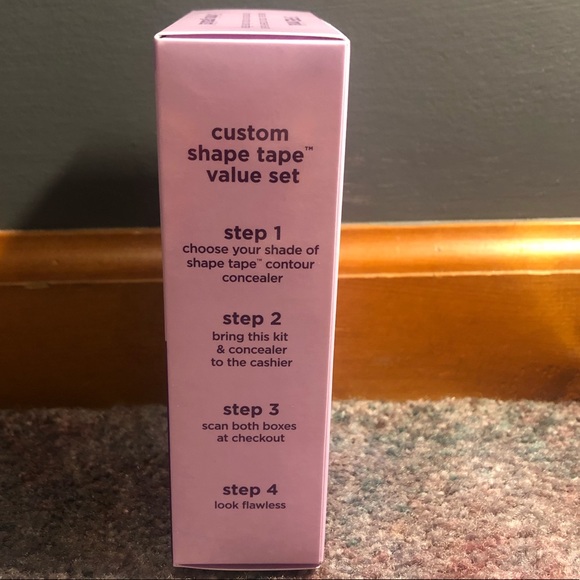 custom
shape tape™
value set
step 1
choose your shade of
shape tape™ contour
concealer
step 2
bring this kit
& concealer
to the cashier
step 3
scan both boxes
at checkout
step 4
look flawless